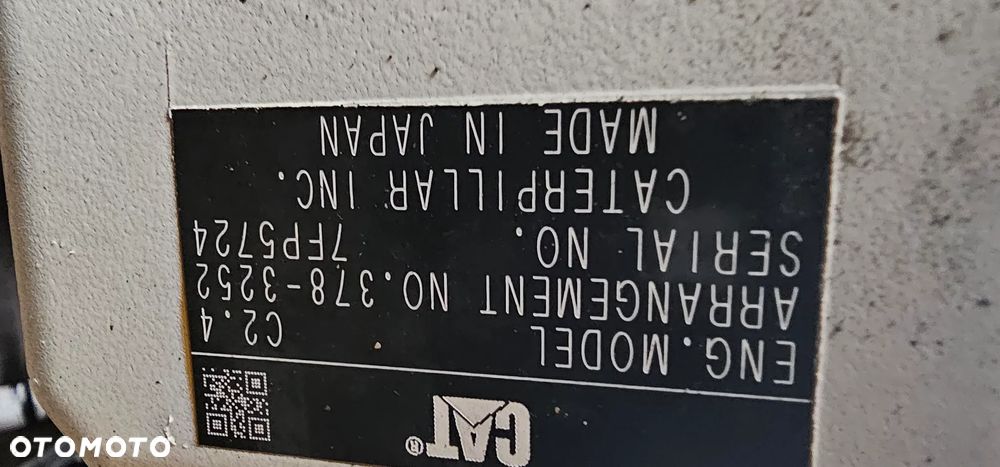 CAT®
ENG.MODEL C2.4
ARRANGEMENT NO.378-3252
SERIAL NO. 7FP5724
CATERPILLAR INC.
MADE IN JAPAN
OTOMOTO